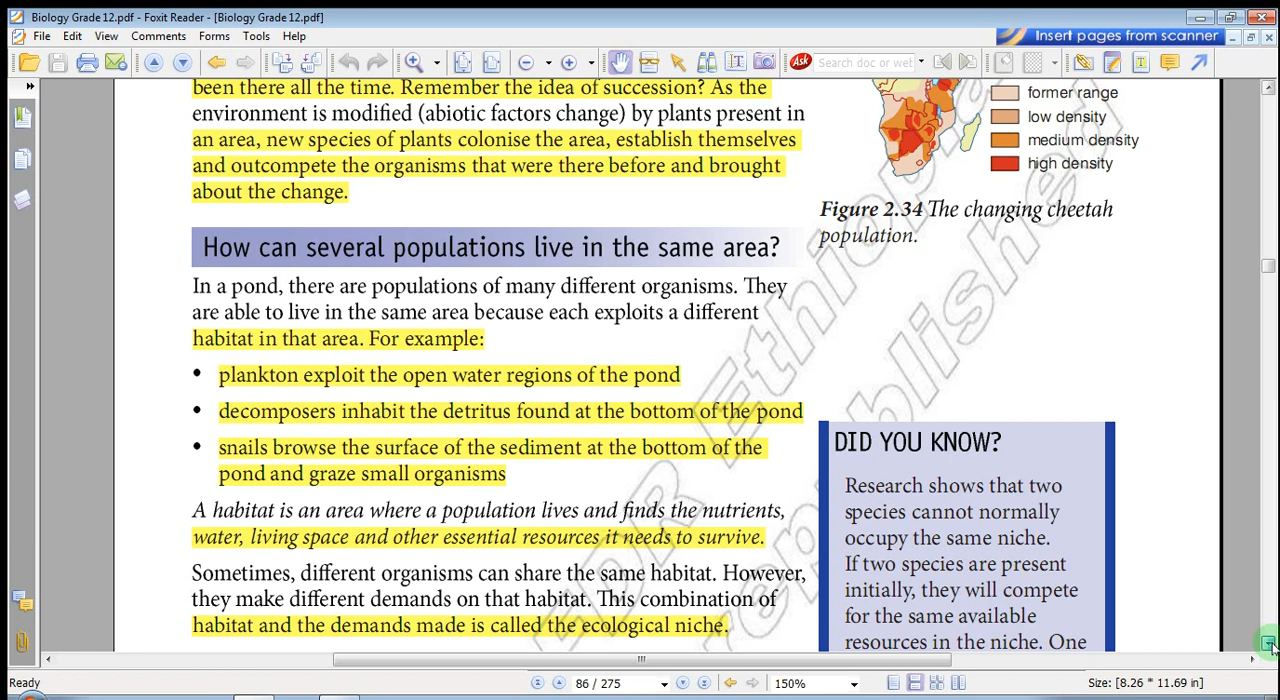 Biology Grade 12.pdf - Foxit Reader - [Biology Grade 12.pdf]
File Edit View Comments Forms Tools Help
Insert pages from scanner
Ask Search doc or wel
been there all the time. Remember the idea of succession? As the
environment is modified (abiotic factors change) by plants present in
an area, new species of plants colonise the area, establish themselves
and outcompete the organisms that were there before and brought
about the change.
How can several populations live in the same area?
In a pond, there are populations of many different organisms. They
are able to live in the same area because each exploits a different
habitat in that area. For example:
• plankton exploit the open water regions of the pond
• decomposers inhabit the detritus found at the bottom of the pond
• snails browse the surface of the sediment at the bottom of the
pond and graze small organisms
A habitat is an area where a population lives and finds the nutrients,
water, living space and other essential resources it needs to survive.
Sometimes, different organisms can share the same habitat. However,
they make different demands on that habitat. This combination of
habitat and the demands made is called the ecological niche.
former range
low density
medium density
high density
Figure 2.34 The changing cheetah
population.
DID YOU KNOW?
Research shows that two
species cannot normally
occupy the same niche.
If two species are present
initially, they will compete
for the same available
resources in the niche. One
FDR Ethiopia
republished
Ready
86 / 275
150%
Size: [8.26 * 11.69 in]